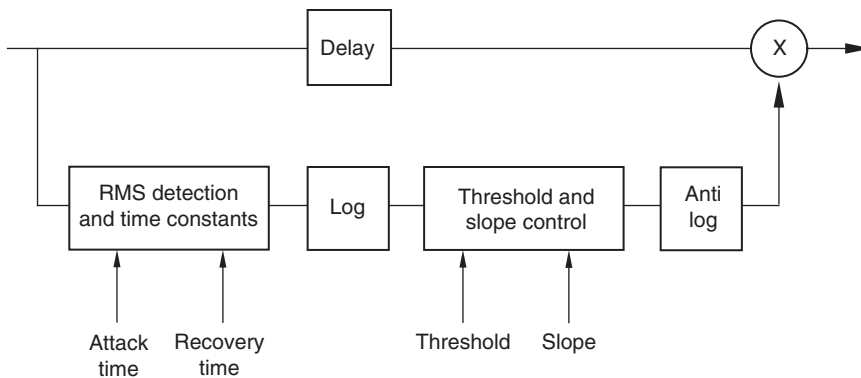 Delay
X
RMS detection
and time constants
Log
Threshold and
slope control
Anti
log
Attack
time
Recovery
time
Threshold
Slope